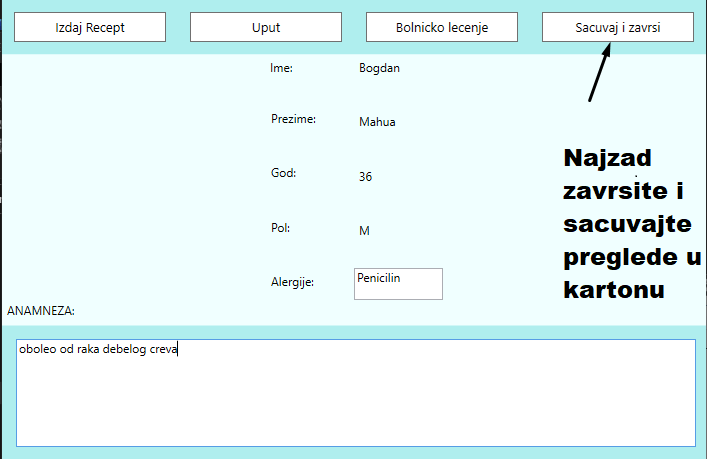 Izdaj Recept
Uput
Bolnicko lecenje
Sacuvaj i zavrsi
Ime: Bogdan
Prezime: Mahua
God: 36
Pol: M
Alergije: Penicilin
Najzad
zavrsite i
sacuvajte
preglede u
kartonu
ANAMNEZA:
oboleo od raka debelog creva